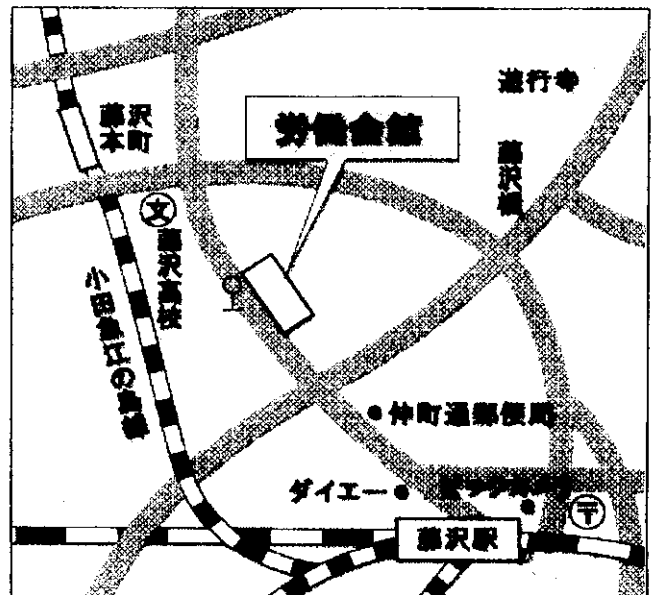 遊行寺
藤沢
本町
労働会館
藤沢橋
文
藤沢高校
小田急江の島線
仲町通郵便局
ダイエー
〒
藤沢駅